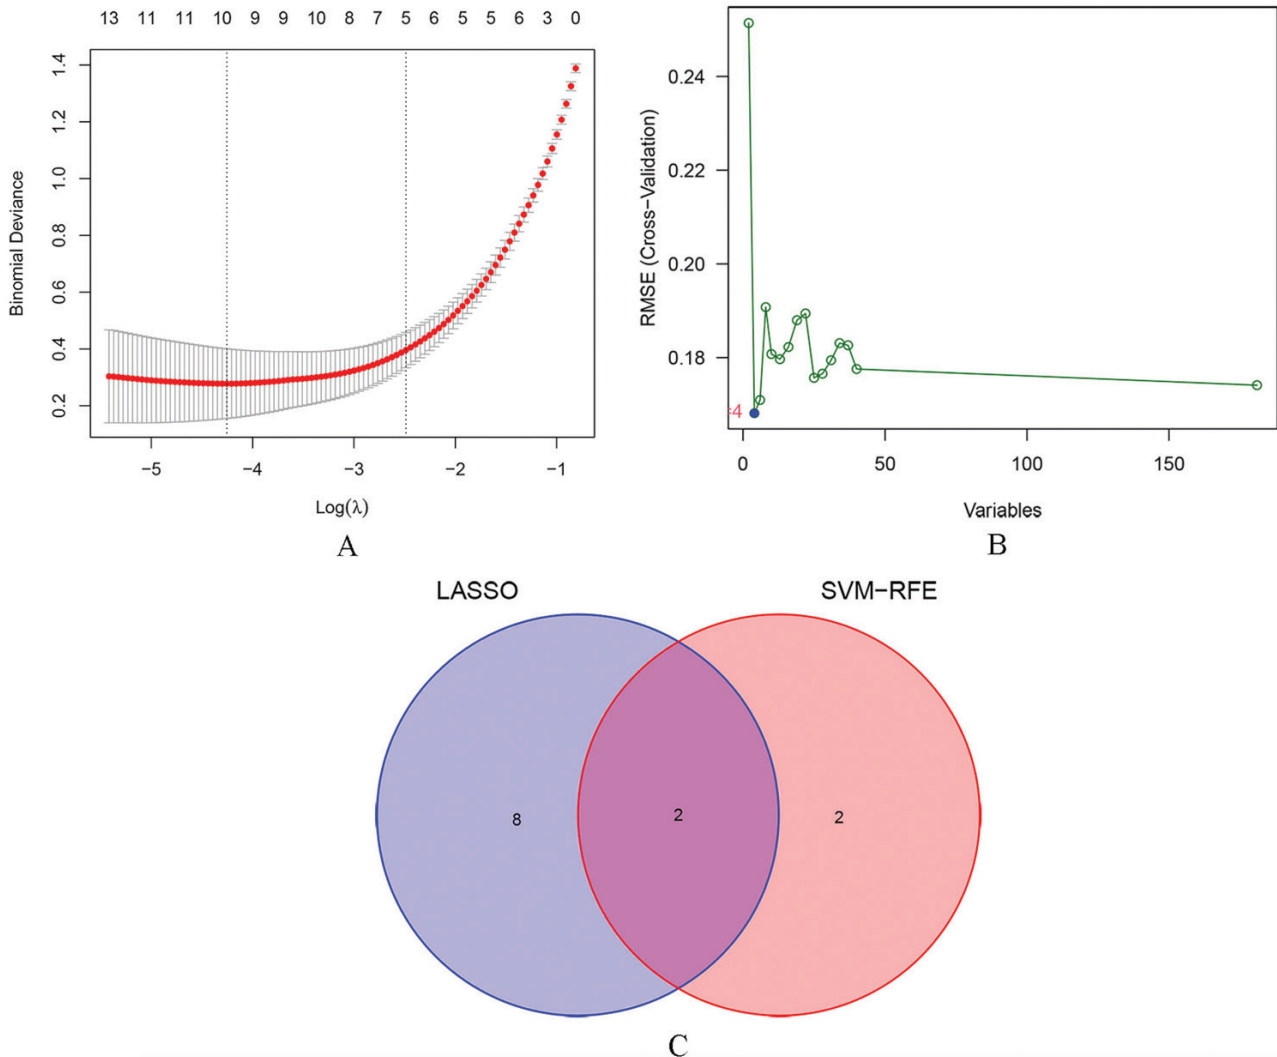 13 11 11 10 9 9 10 8 7 5 6 5 5 6 6 3 0
Binomial Deviance
1.4
1.2
1.0
0.8
0.6
0.4
0.2
−5 −4 −3 −2 −1
Log(λ)
A
RMSE (Cross−Validation)
0.24
0.22
0.20
0.18
=4
0 50 100 150
Variables
B
LASSO SVM−RFE
8 2 2
C